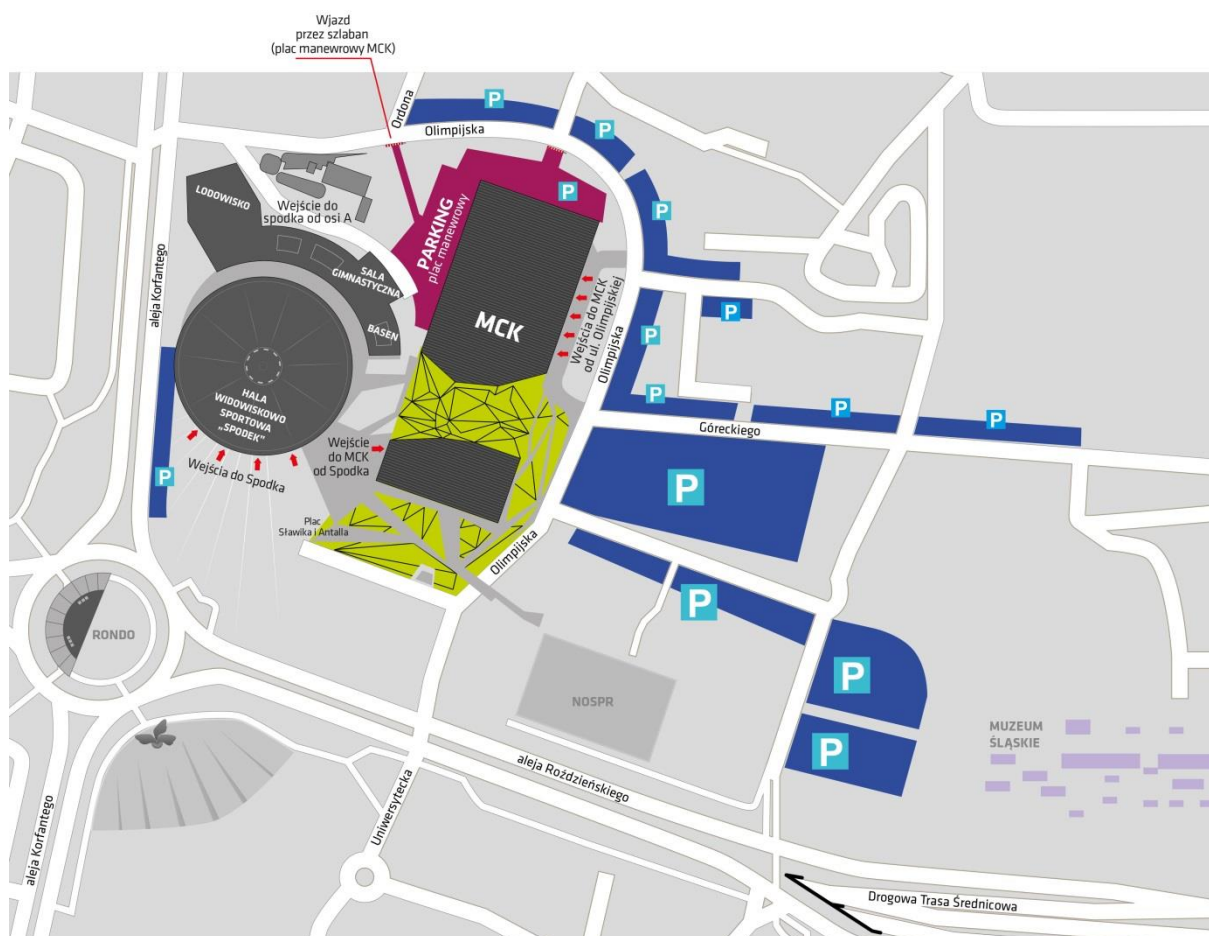 Wjazd
przez szlaban
(plac manewrowy MCK)
Ordona
P
Olimpijska
P
P
LODOWISKO
Wejście do
spodka od osi A
PARKING
plac manewrowy
P
aleja Korfantego
SALA
GIMNASTYCZNA
BASEN
MCK
Wejścia do MCK
od ul. Olimpijskiej
Olimpijska
P
P
HALA
WIDOWISKOWO
SPORTOWA
„SPODEK”
P
P
P
Góreckiego
Wejście
do MCK
od Spodka
Wejścia do Spodka
P
P
Plac
Sławika i Antalla
Olimpijska
P
RONDO
P
NOSPR
MUZEUM
ŚLĄSKIE
P
aleja Roździeńskiego
Uniwersytecka
aleja Korfantego
Drogowa Trasa Średnicowa